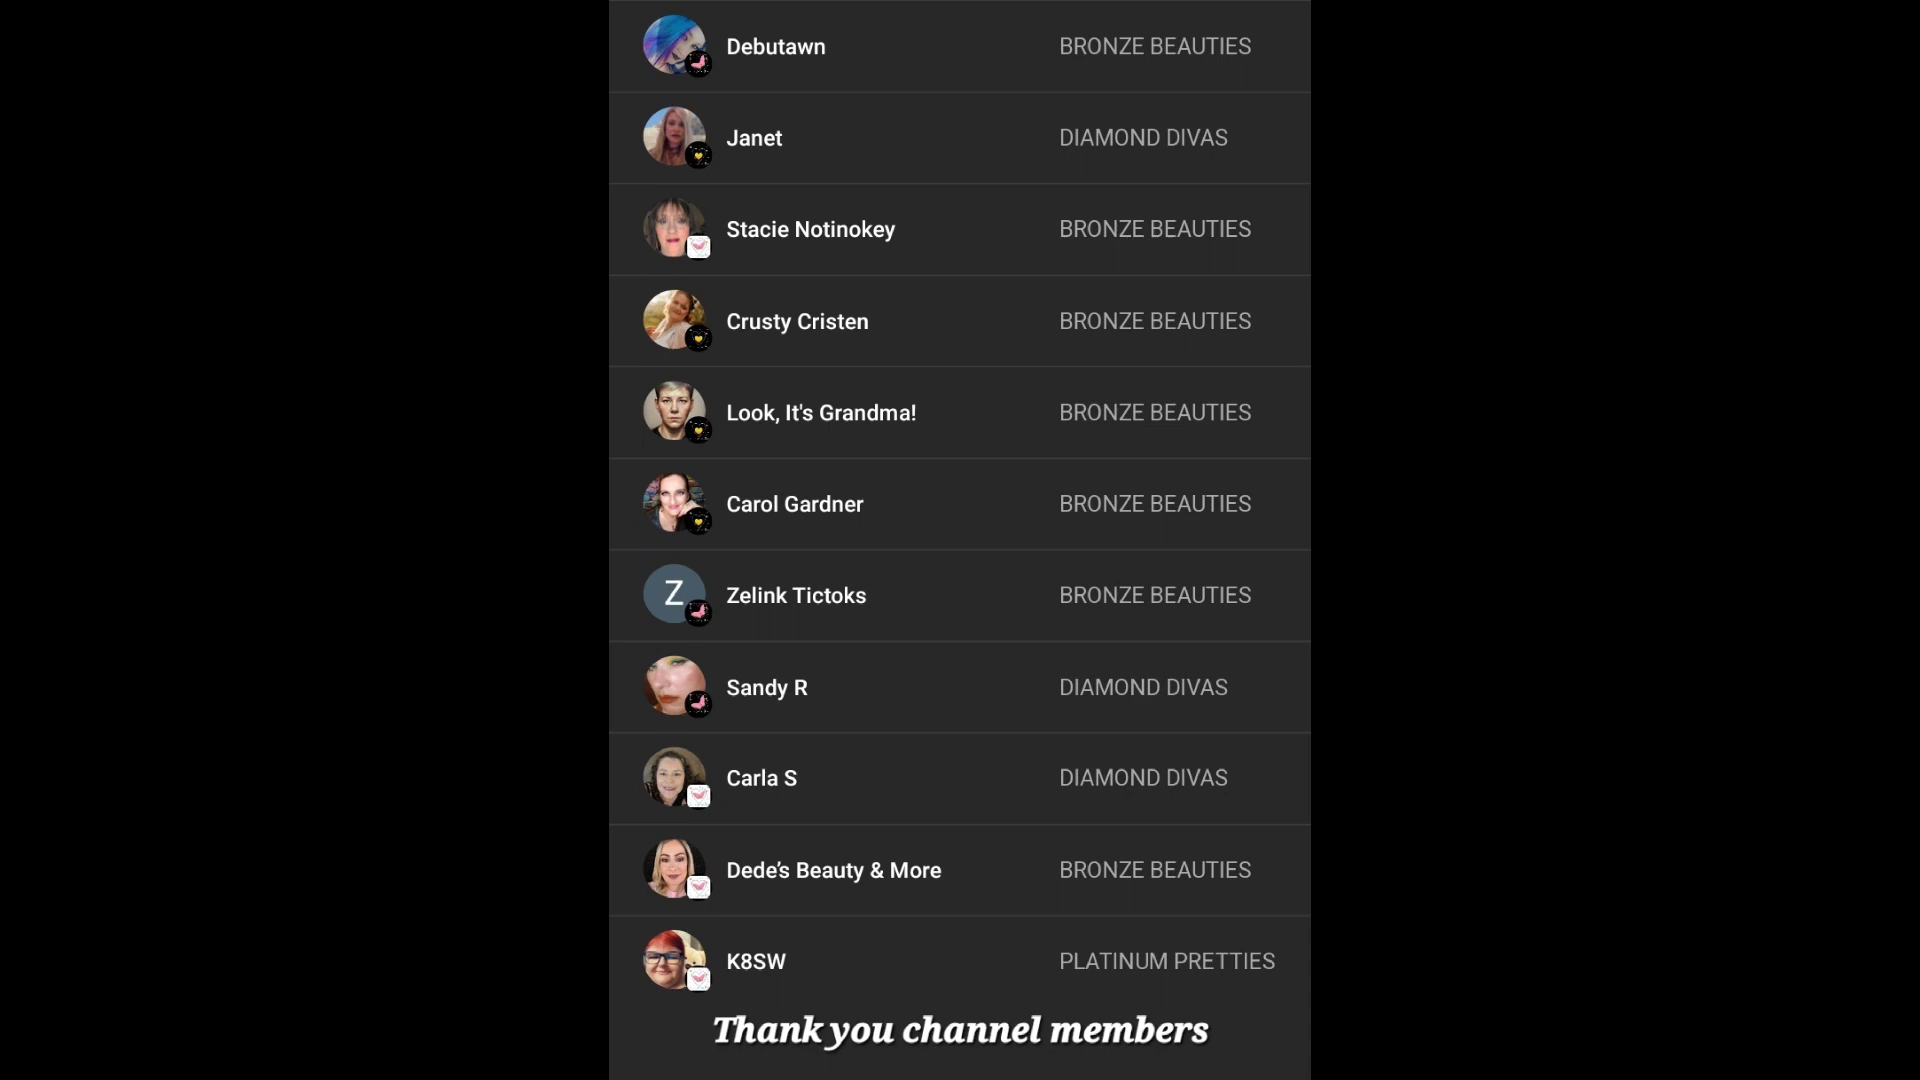 Debutawn BRONZE BEAUTIES
Janet DIAMOND DIVAS
Stacie Notinokey BRONZE BEAUTIES
Crusty Cristen BRONZE BEAUTIES
Look, It's Grandma! BRONZE BEAUTIES
Carol Gardner BRONZE BEAUTIES
Z Zelink Tictoks BRONZE BEAUTIES
Sandy R DIAMOND DIVAS
Carla S DIAMOND DIVAS
Dede’s Beauty & More BRONZE BEAUTIES
K8SW PLATINUM PRETTIES
Thank you channel members